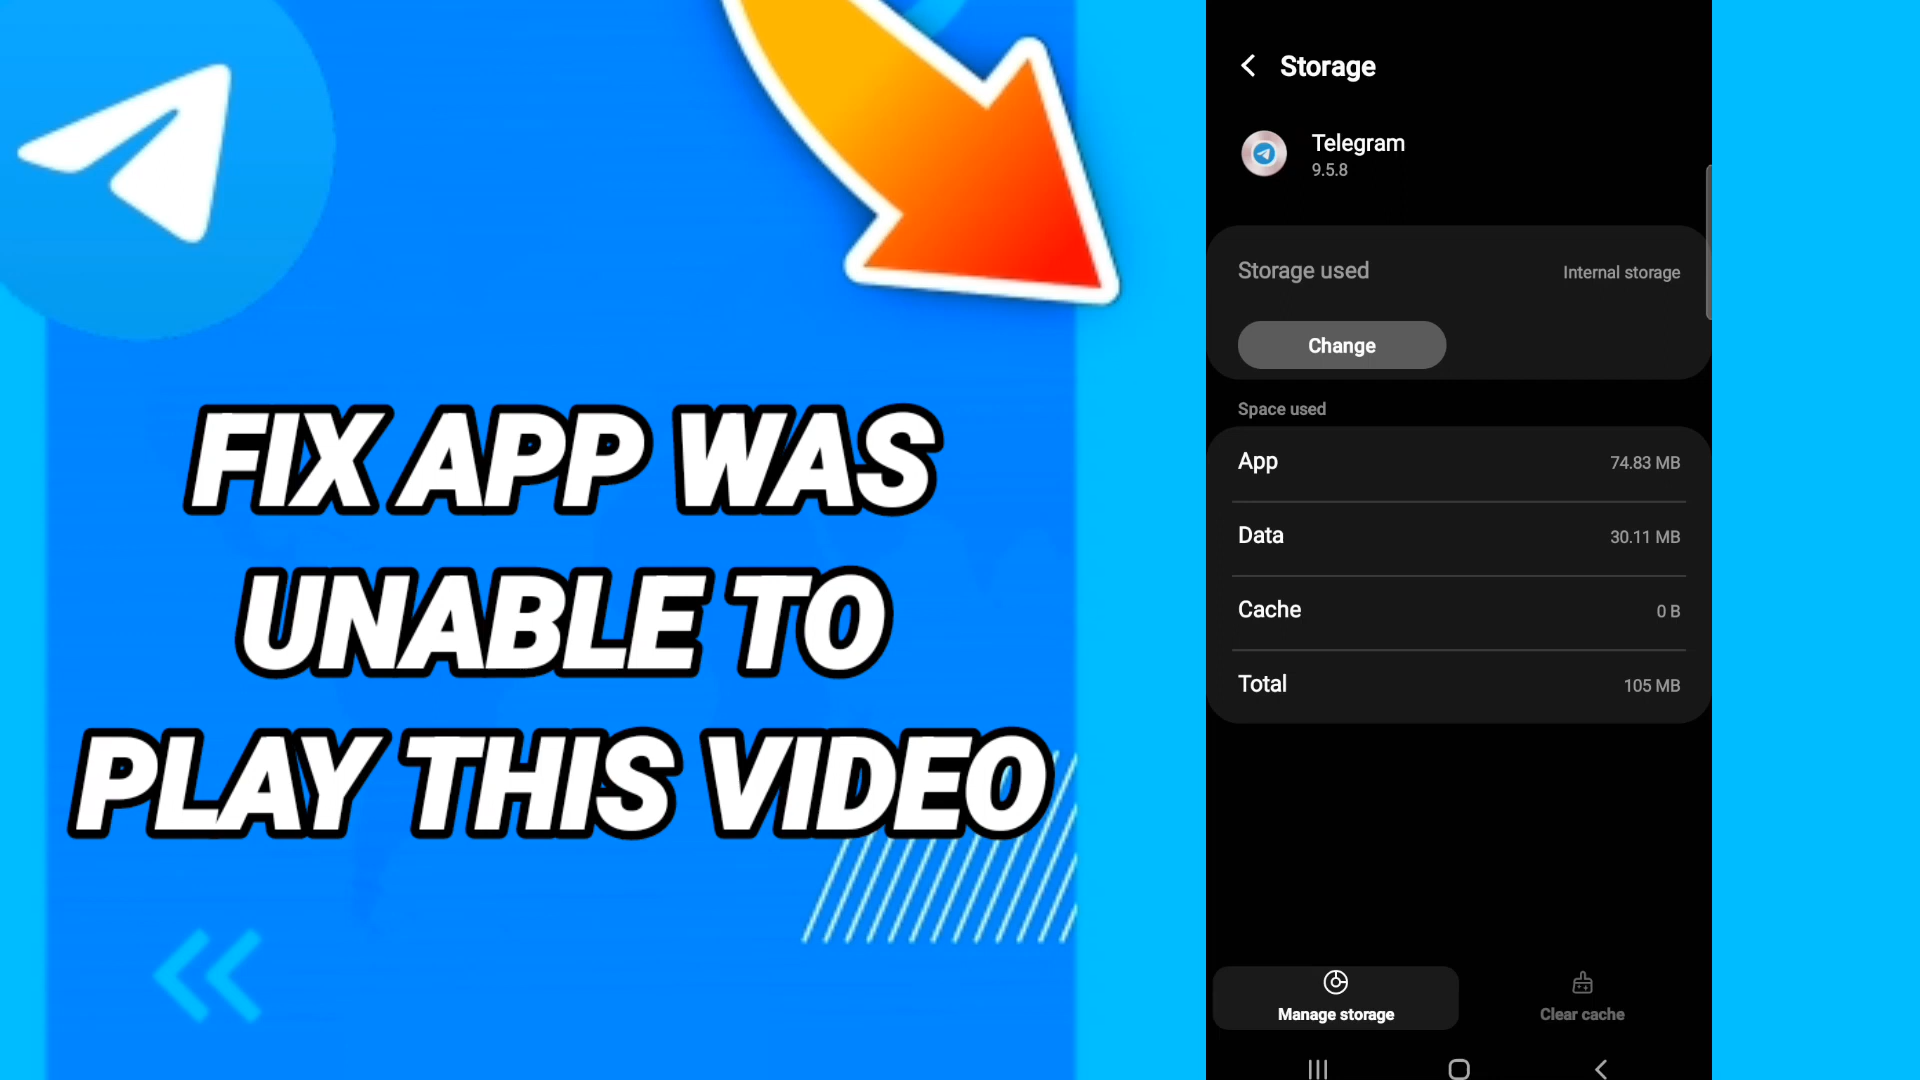 FIX APP WAS
UNABLE TO
PLAY THIS VIDEO
Storage
Telegram
9.5.8
Storage used Internal storage
Change
Space used
App 74.83 MB
Data 30.11 MB
Cache 0 B
Total 105 MB
Manage storage Clear cache